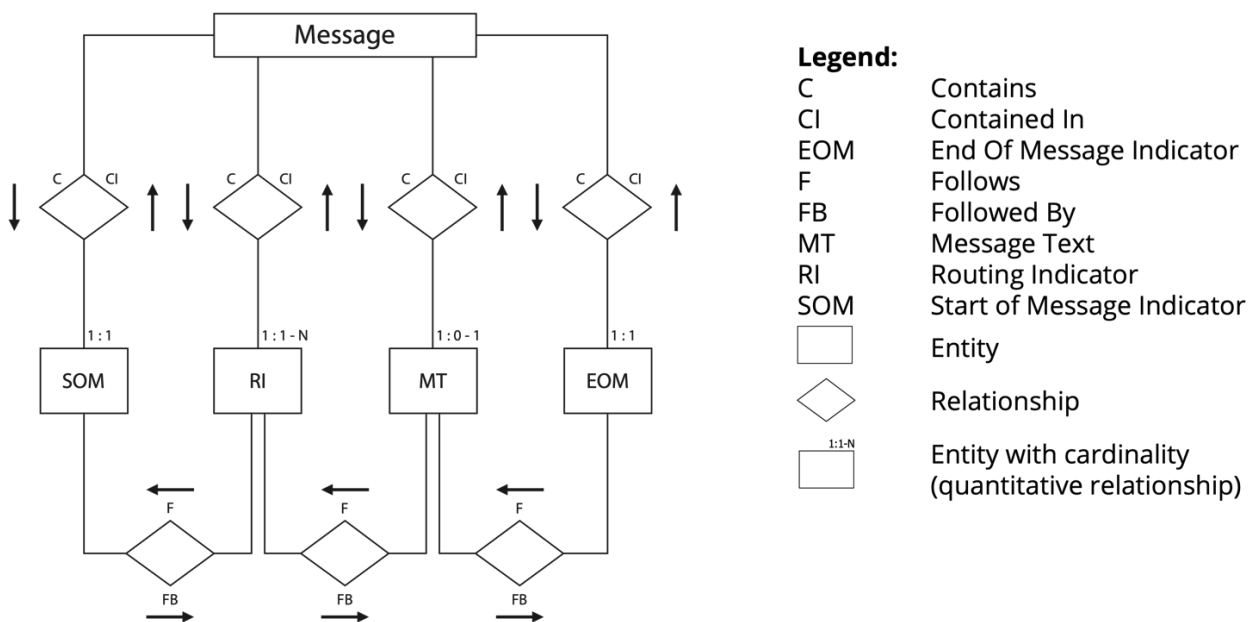 Message
C CI C CI C CI C CI
1 : 1 1 : 1 - N 1 : 0 - 1 1 : 1
SOM RI MT EOM
F F F
FB FB FB
Legend:
C Contains
CI Contained In
EOM End Of Message Indicator
F Follows
FB Followed By
MT Message Text
RI Routing Indicator
SOM Start of Message Indicator
Entity
Relationship
1:1-N Entity with cardinality
(quantitative relationship)